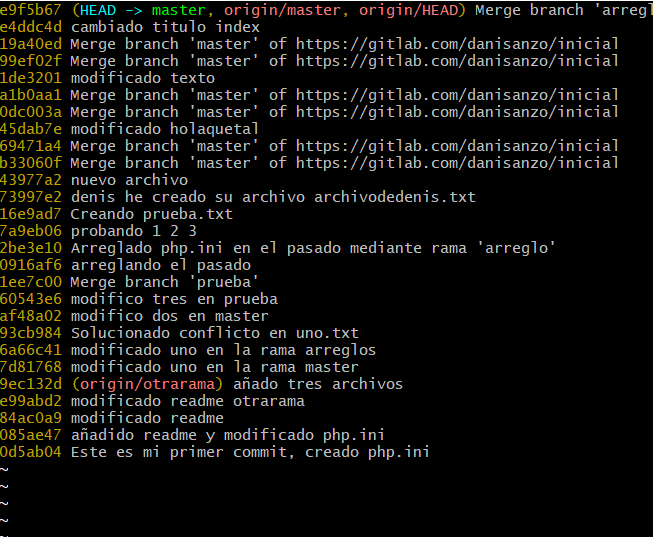 e9f5b67 (HEAD -> master, origin/master, origin/HEAD) Merge branch 'arregl
e4ddc4d cambiado titulo index
19a40ed Merge branch 'master' of https://gitlab.com/danisanzo/inicial
99ef02f Merge branch 'master' of https://gitlab.com/danisanzo/inicial
1de3201 modificado texto
a1b0aa1 Merge branch 'master' of https://gitlab.com/danisanzo/inicial
0dc003a Merge branch 'master' of https://gitlab.com/danisanzo/inicial
45dab7e modificado holaquetal
69471a4 Merge branch 'master' of https://gitlab.com/danisanzo/inicial
b33060f Merge branch 'master' of https://gitlab.com/danisanzo/inicial
43977a2 nuevo archivo
73997e2 denis he creado su archivo archivodedenis.txt
16e9ad7 Creando prueba.txt
7a9eb06 probando 1 2 3
2be3e10 Arreglado php.ini en el pasado mediante rama 'arreglo'
0916af6 arreglando el pasado
1ee7c00 Merge branch 'prueba'
60543e6 modifico tres en prueba
af48a02 modifico dos en master
93cb984 Solucionado conflicto en uno.txt
6a66c41 modificado uno en la rama arreglos
7d81768 modificado uno en la rama master
9ec132d (origin/otrarama) añado tres archivos
e99abd2 modificado readme otrarama
84ac0a9 modificado readme
085ae47 añadido readme y modificado php.ini
0d5ab04 Este es mi primer commit, creado php.ini
~
~
~
~
~